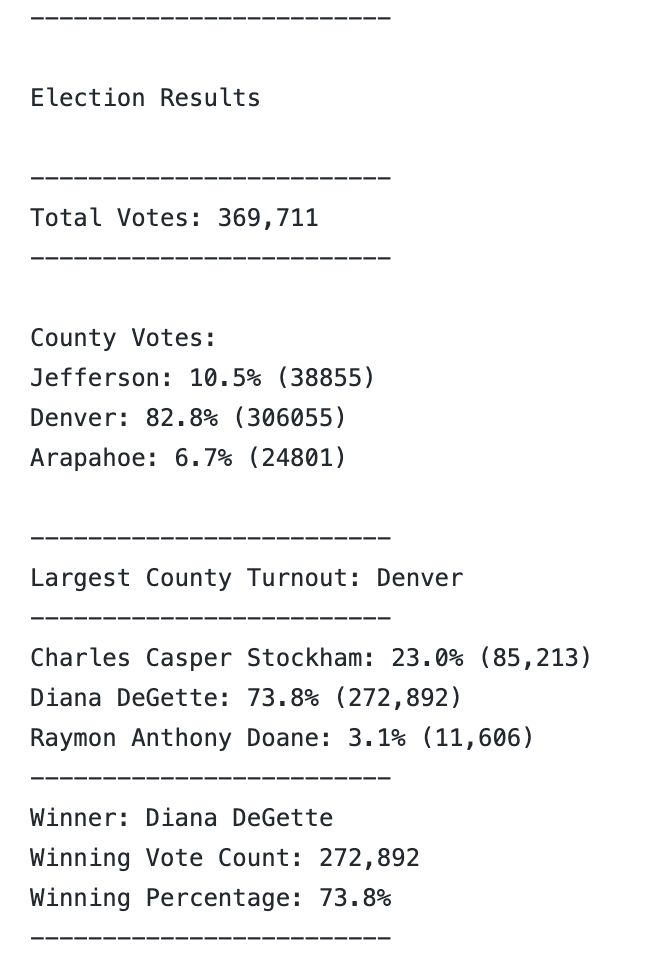 -------------------------
Election Results
-------------------------
Total Votes: 369,711
-------------------------
County Votes:
Jefferson: 10.5% (38855)
Denver: 82.8% (306055)
Arapahoe: 6.7% (24801)
-------------------------
Largest County Turnout: Denver
-------------------------
Charles Casper Stockham: 23.0% (85,213)
Diana DeGette: 73.8% (272,892)
Raymon Anthony Doane: 3.1% (11,606)
-------------------------
Winner: Diana DeGette
Winning Vote Count: 272,892
Winning Percentage: 73.8%
-------------------------